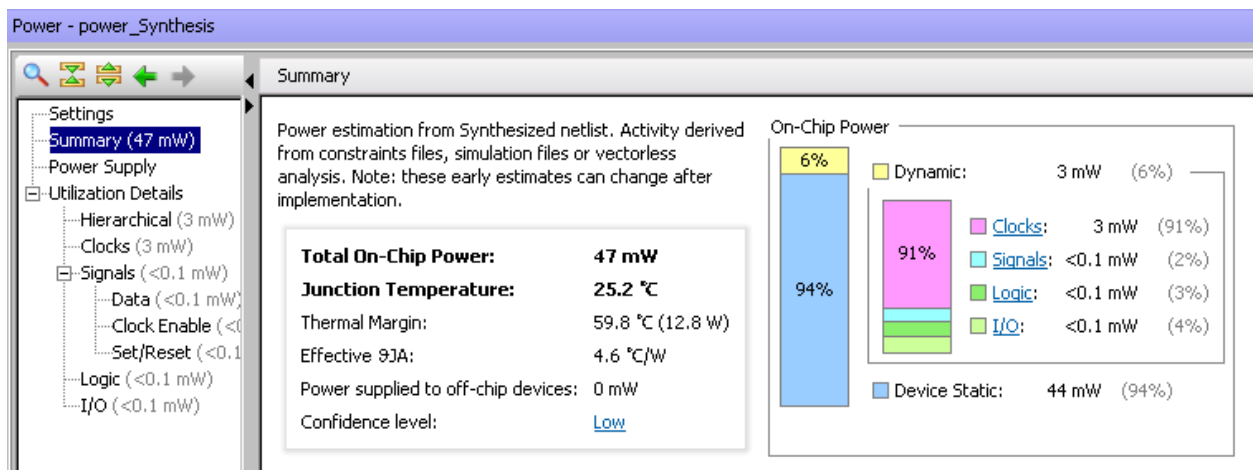 Power - power_Synthesis
Settings
Summary (47 mW)
Power Supply
Utilization Details
Hierarchical (3 mW)
Clocks (3 mW)
Signals (<0.1 mW)
Data (<0.1 mW)
Clock Enable (<0
Set/Reset (<0.1
Logic (<0.1 mW)
I/O (<0.1 mW)
Summary
Power estimation from Synthesized netlist. Activity derived
from constraints files, simulation files or vectorless
analysis. Note: these early estimates can change after
implementation.
Total On-Chip Power: 47 mW
Junction Temperature: 25.2 °C
Thermal Margin: 59.8 °C (12.8 W)
Effective ϑJA: 4.6 °C/W
Power supplied to off-chip devices: 0 mW
Confidence level: Low
On-Chip Power
6%
94%
Dynamic: 3 mW (6%)
91%
Clocks: 3 mW (91%)
Signals: <0.1 mW (2%)
Logic: <0.1 mW (3%)
I/O: <0.1 mW (4%)
Device Static: 44 mW (94%)